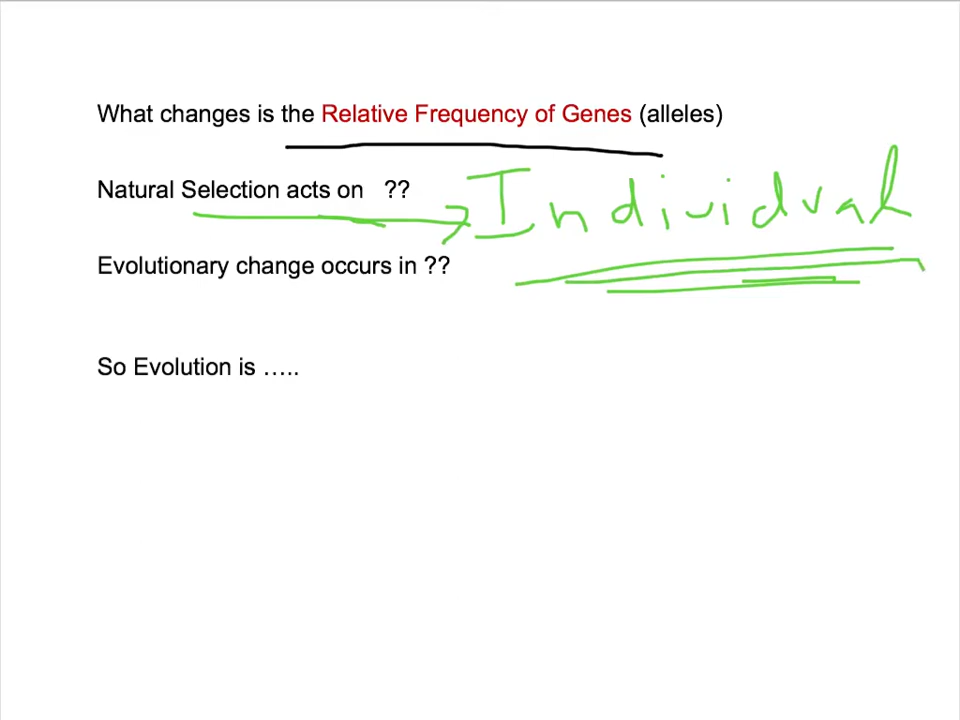 What changes is the Relative Frequency of Genes (alleles)
Natural Selection acts on ?? Individual
Evolutionary change occurs in ??
So Evolution is …..